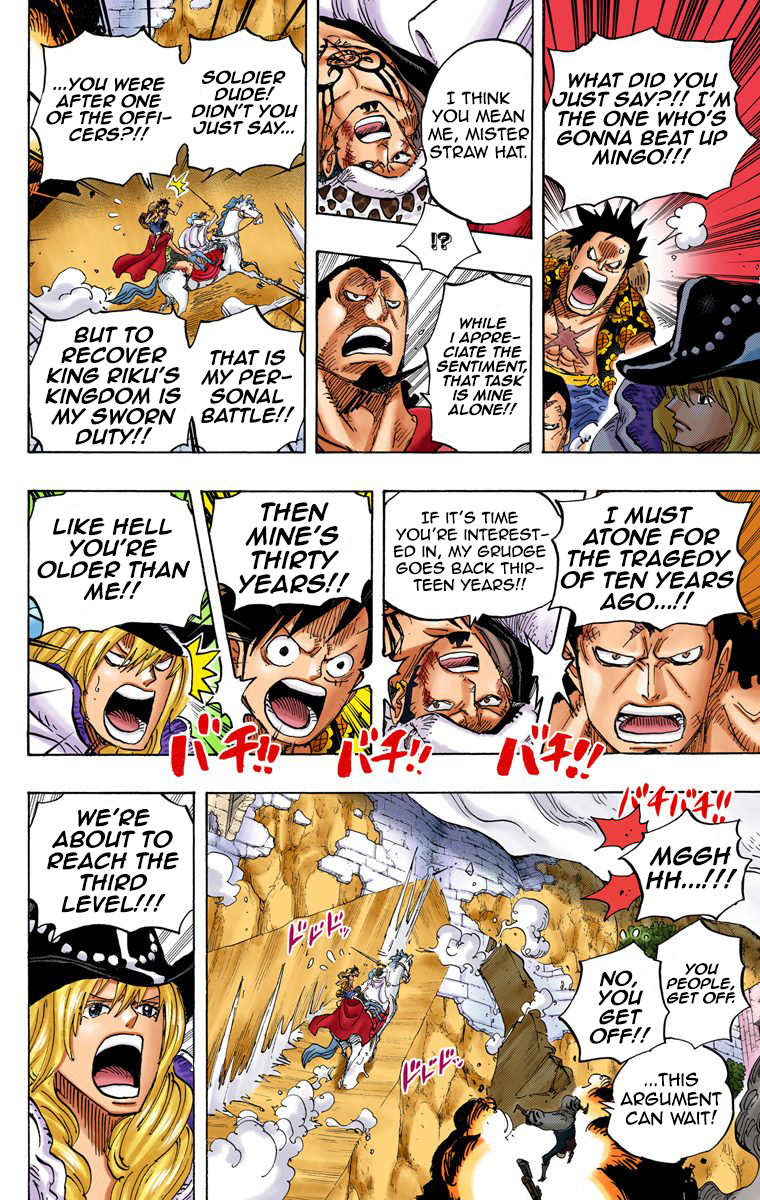 WHAT DID YOU
JUST SAY?!! I'M
THE ONE WHO'S
GONNA BEAT UP
MINGO!!!
I THINK
YOU MEAN
ME, MISTER
STRAW HAT.
!?
WHILE
I APPRE-
CIATE THE
SENTIMENT,
THAT TASK
IS MINE
ALONE!!
SOLDIER
DUDE!
DIDN'T YOU
JUST SAY...
...YOU WERE
AFTER ONE
OF THE OFFI-
CERS?!!
THAT IS
MY PER-
SONAL
BATTLE!!
BUT TO
RECOVER
KING RIKU'S
KINGDOM IS
MY SWORN
DUTY!!
I MUST
ATONE FOR
THE TRAGEDY
OF TEN YEARS
AGO...!!
IF IT'S TIME
YOU'RE INTEREST-
ED IN, MY GRUDGE
GOES BACK THIR-
TEEN YEARS!!
THEN
MINE'S
THIRTY
YEARS!!
LIKE HELL
YOU'RE
OLDER THAN
ME!!
バチ!!
バチ!!
バチ!!
バチバチ!!
MGGH
HH...!!!
YOU
PEOPLE,
GET OFF.
NO,
YOU
GET
OFF!!
...THIS
ARGUMENT
CAN WAIT!
ドドドッ
ドドドッ
WE'RE
ABOUT TO
REACH THE
THIRD
LEVEL!!!